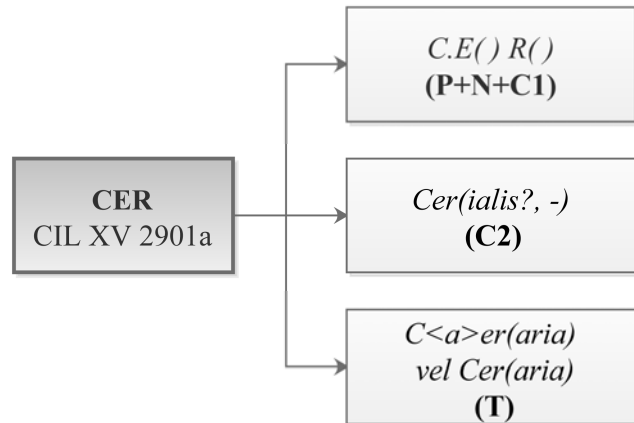 CER
CIL XV 2901a
C.E( ) R( )
(P+N+C1)
Cer(ialis?, -)
(C2)
C<a>er(aria)
vel Cer(aria)
(T)